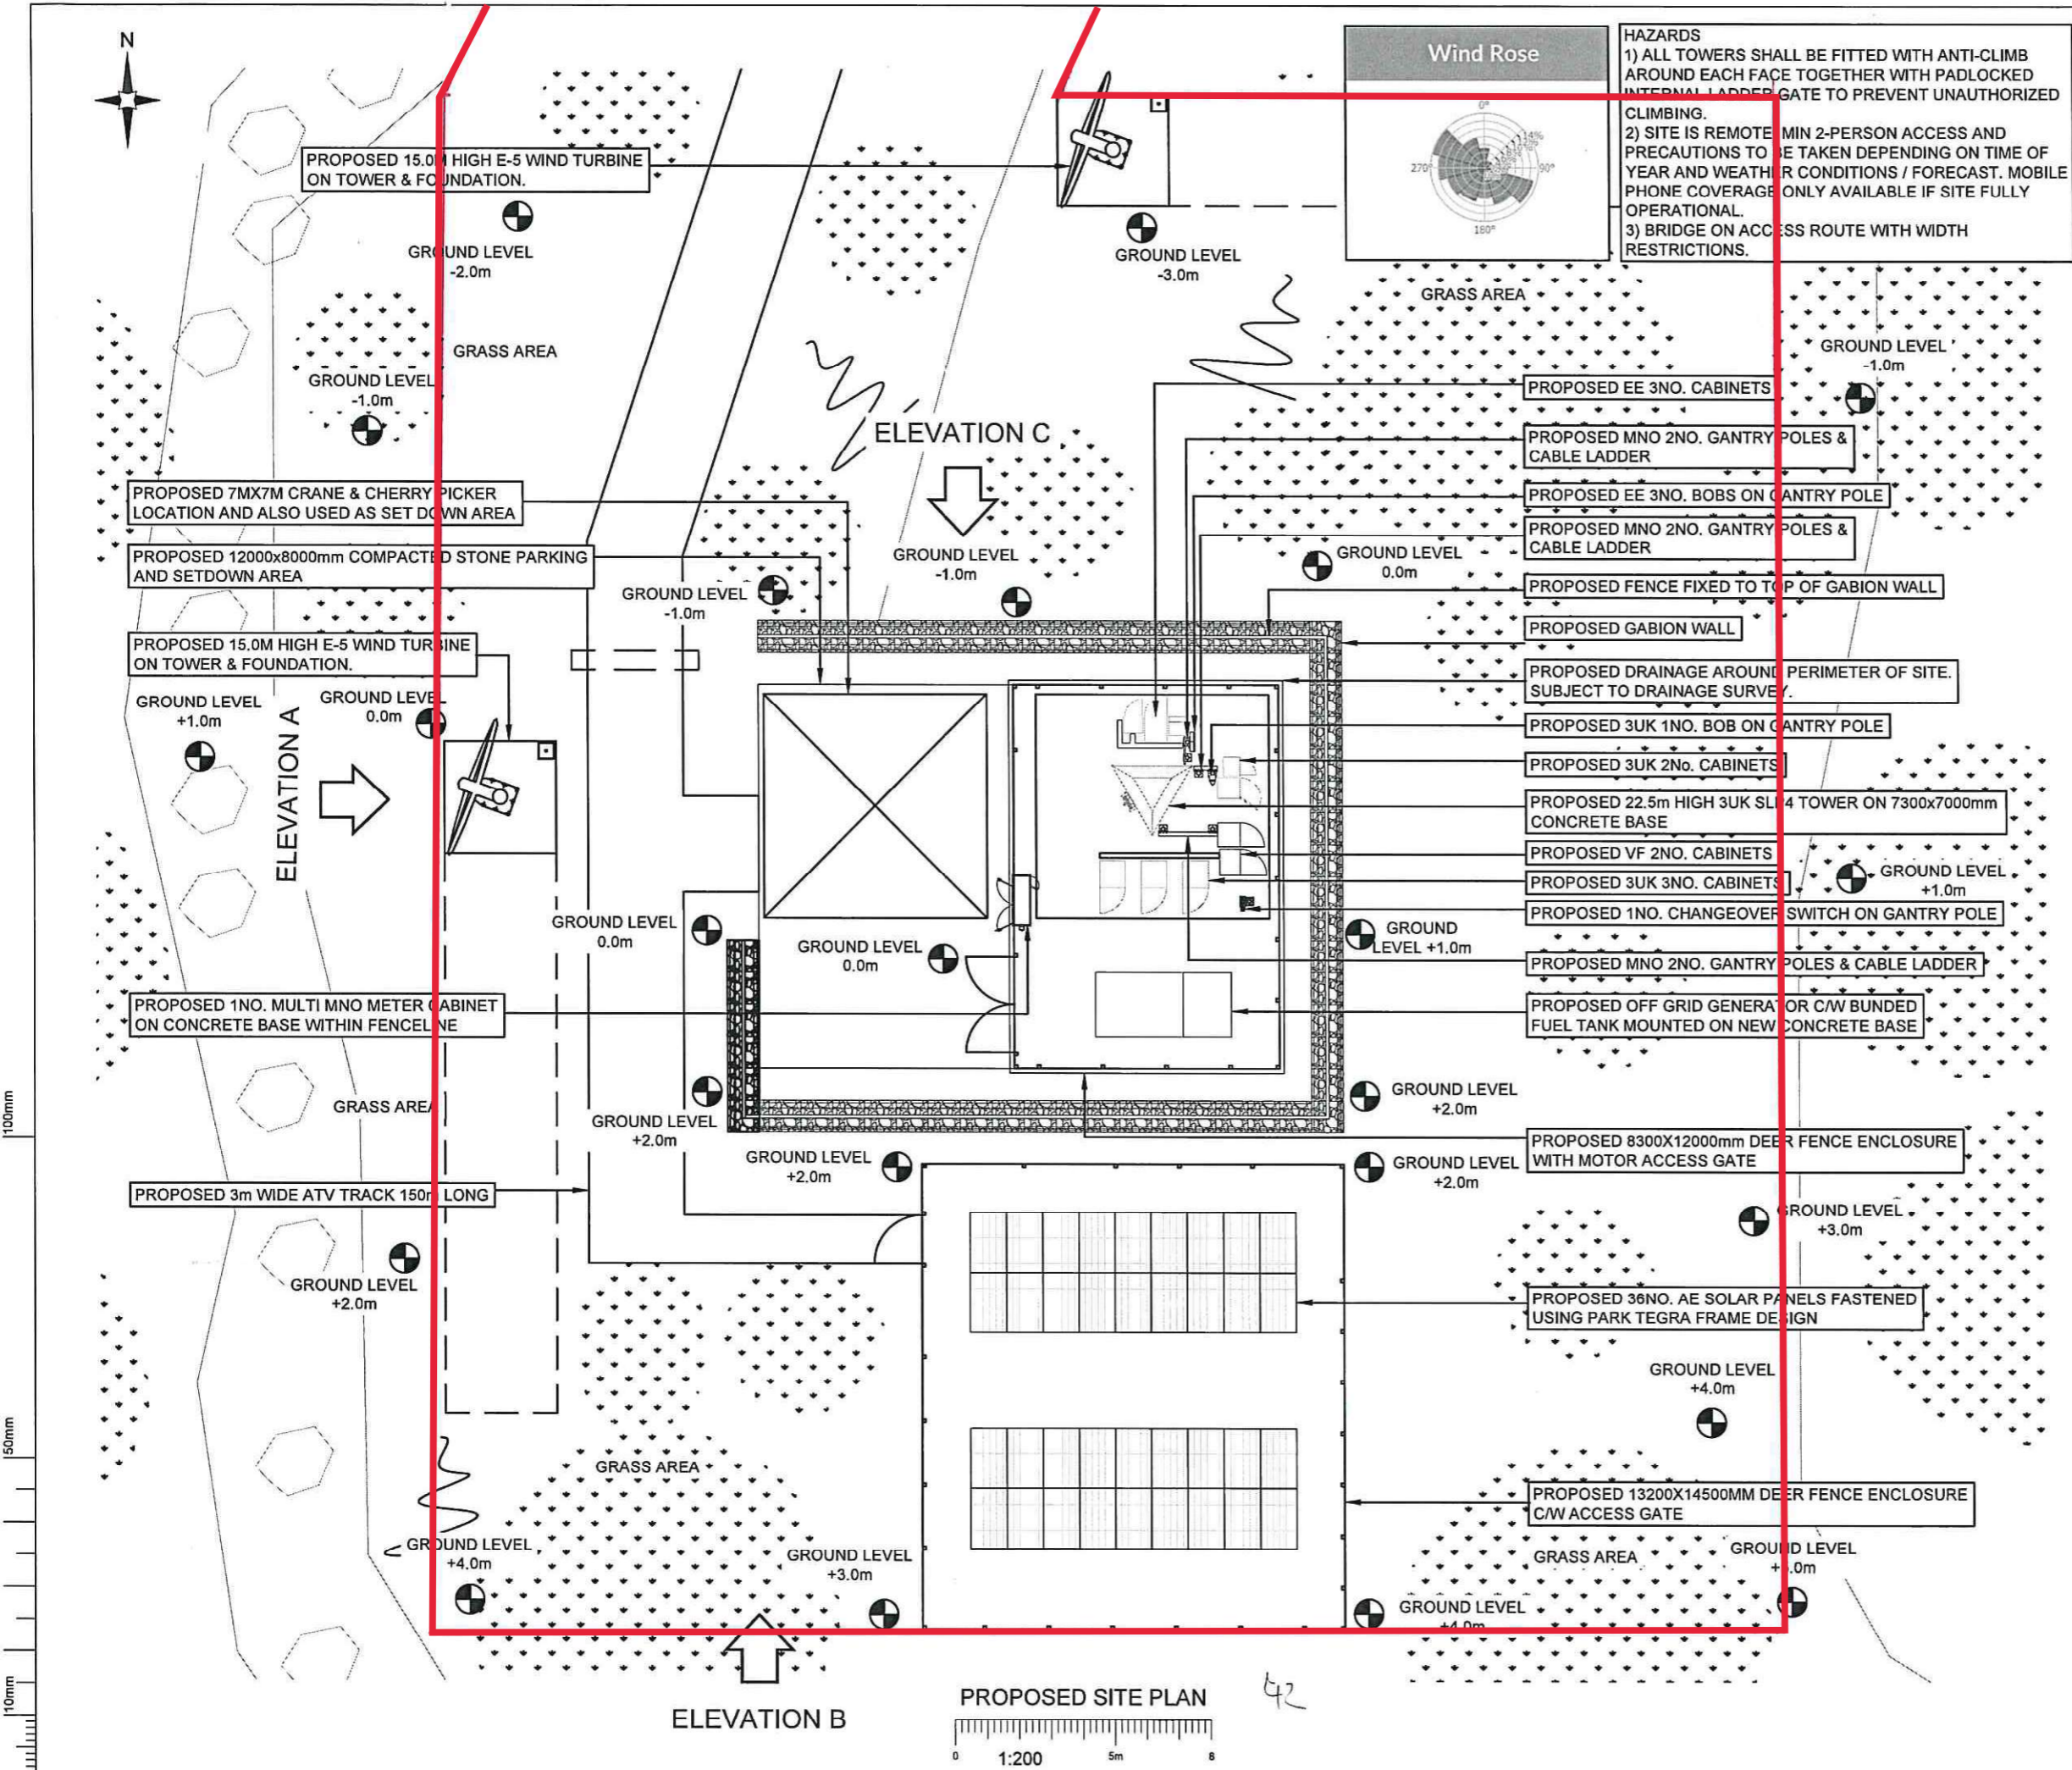 N
Wind Rose
0°
14%
270°
90°
180°
HAZARDS
1) ALL TOWERS SHALL BE FITTED WITH ANTI-CLIMB
AROUND EACH FACE TOGETHER WITH PADLOCKED
INTERNAL LADDER GATE TO PREVENT UNAUTHORIZED
CLIMBING.
2) SITE IS REMOTE MIN 2-PERSON ACCESS AND
PRECAUTIONS TO BE TAKEN DEPENDING ON TIME OF
YEAR AND WEATHER CONDITIONS / FORECAST. MOBILE
PHONE COVERAGE ONLY AVAILABLE IF SITE FULLY
OPERATIONAL.
3) BRIDGE ON ACCESS ROUTE WITH WIDTH
RESTRICTIONS.
PROPOSED 15.0M HIGH E-5 WIND TURBINE
ON TOWER & FOUNDATION.
GROUND LEVEL
-2.0m
GROUND LEVEL
-3.0m
GRASS AREA
GRASS AREA
GROUND LEVEL
-1.0m
GROUND LEVEL
-1.0m
PROPOSED EE 3NO. CABINETS
ELEVATION C
PROPOSED MNO 2NO. GANTRY POLES &
CABLE LADDER
PROPOSED 7MX7M CRANE & CHERRY PICKER
LOCATION AND ALSO USED AS SET DOWN AREA
PROPOSED EE 3NO. BOBS ON GANTRY POLE
PROPOSED MNO 2NO. GANTRY POLES &
CABLE LADDER
PROPOSED 12000x8000mm COMPACTED STONE PARKING
AND SETDOWN AREA
GROUND LEVEL
-1.0m
GROUND LEVEL
0.0m
GROUND LEVEL
-1.0m
PROPOSED FENCE FIXED TO TOP OF GABION WALL
PROPOSED GABION WALL
PROPOSED 15.0M HIGH E-5 WIND TURBINE
ON TOWER & FOUNDATION.
PROPOSED DRAINAGE AROUND PERIMETER OF SITE.
SUBJECT TO DRAINAGE SURVEY.
GROUND LEVEL
+1.0m
GROUND LEVEL
0.0m
ELEVATION A
PROPOSED 3UK 1NO. BOB ON GANTRY POLE
PROPOSED 3UK 2No. CABINETS
PROPOSED 22.5m HIGH 3UK SLP4 TOWER ON 7300x7000mm
CONCRETE BASE
PROPOSED VF 2NO. CABINETS
PROPOSED 3UK 3NO. CABINETS
GROUND LEVEL
+1.0m
PROPOSED 1NO. CHANGEOVER SWITCH ON GANTRY POLE
GROUND LEVEL
0.0m
GROUND LEVEL
0.0m
GROUND
LEVEL +1.0m
PROPOSED MNO 2NO. GANTRY POLES & CABLE LADDER
PROPOSED 1NO. MULTI MNO METER CABINET
ON CONCRETE BASE WITHIN FENCELINE
PROPOSED OFF GRID GENERATOR C/W BUNDED
FUEL TANK MOUNTED ON NEW CONCRETE BASE
GRASS AREA
GROUND LEVEL
+2.0m
GROUND LEVEL
+2.0m
100mm
PROPOSED 8300X12000mm DEER FENCE ENCLOSURE
WITH MOTOR ACCESS GATE
GROUND LEVEL
+2.0m
GROUND LEVEL
+2.0m
PROPOSED 3m WIDE ATV TRACK 150m LONG
GROUND LEVEL
+3.0m
GROUND LEVEL
+2.0m
PROPOSED 36NO. AE SOLAR PANELS FASTENED
USING PARK TEGRA FRAME DESIGN
GROUND LEVEL
+4.0m
50mm
GRASS AREA
PROPOSED 13200X14500MM DEER FENCE ENCLOSURE
C/W ACCESS GATE
GROUND LEVEL
+4.0m
GROUND LEVEL
+3.0m
GRASS AREA
GROUND LEVEL
GROUND LEVEL
+4.0m
10mm
ELEVATION B
PROPOSED SITE PLAN
42
0
1:200
5m
8